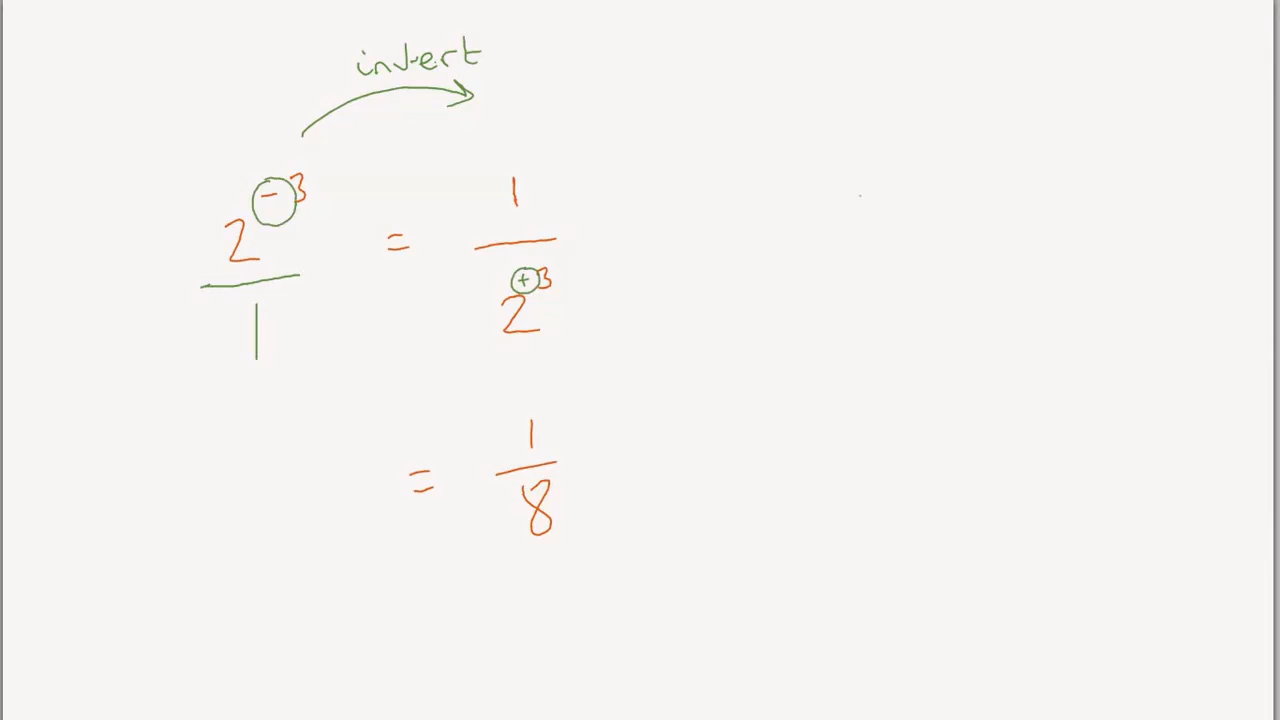 invert
2⁻³/1 = 1/2⁺³
= 1/8